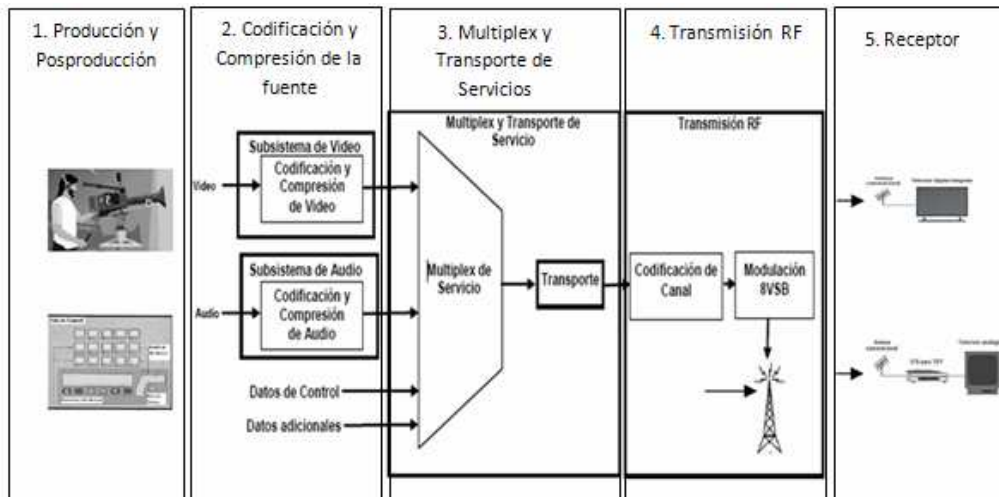 1. Producción y
Posproducción
2. Codificación y
Compresión de la
fuente
3. Multiplex y
Transporte de
Servicios
4. Transmisión RF
5. Receptor
Subsistema de Video
Codificación y
Compresión
de Video
Video
Subsistema de Audio
Codificación y
Compresión
de Audio
Audio
Datos de Control
Datos adicionales
Multiplex y Transporte de
Servicio
Multiplex de
Servicio
Transporte
Transmisión RF
Codificación de
Canal
Modulación
8VSB